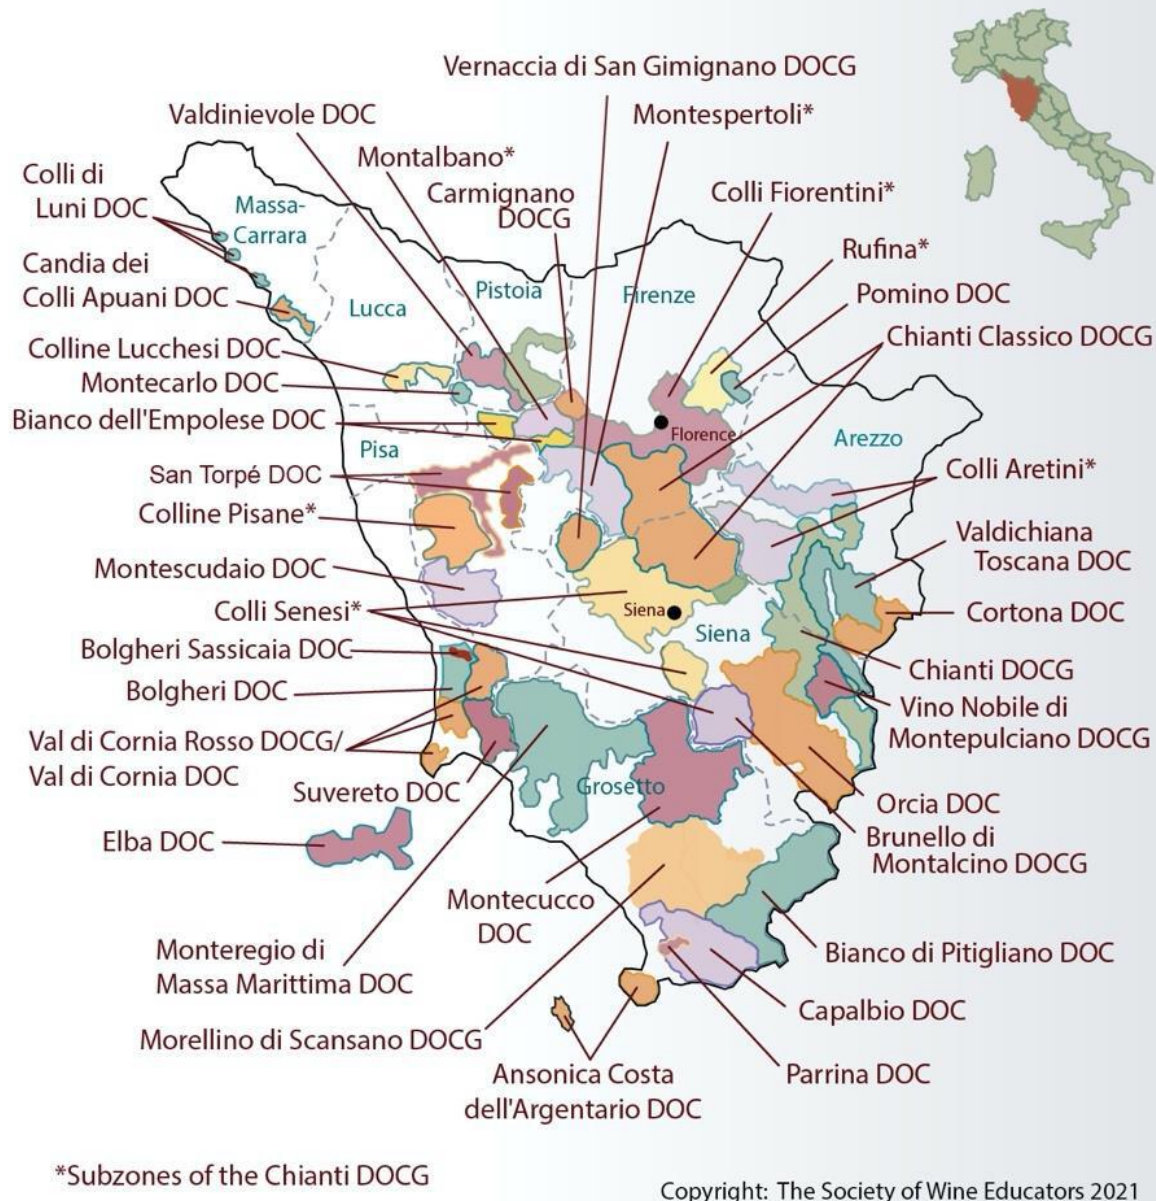 Vernaccia di San Gimignano DOCG
Valdinievole DOC
Montespertoli*
Montalbano*
Carmignano
DOCG
Colli Fiorentini*
Colli di
Luni DOC
Massa-
Carrara
Rufina*
Candia dei
Colli Apuani DOC
Lucca
Pistoia
Firenze
Pomino DOC
Chianti Classico DOCG
Colline Lucchesi DOC
Montecarlo DOC
Bianco dell'Empolese DOC
Florence
Pisa
Arezzo
San Torpé DOC
Colli Aretini*
Colline Pisane*
Valdichiana
Toscana DOC
Montescudaio DOC
Colli Senesi*
Siena
Siena
Cortona DOC
Bolgheri Sassicaia DOC
Chianti DOCG
Bolgheri DOC
Vino Nobile di
Montepulciano DOCG
Val di Cornia Rosso DOCG/
Val di Cornia DOC
Suvereto DOC
Grosseto
Orcia DOC
Elba DOC
Brunello di
Montalcino DOCG
Montecucco
DOC
Monteregio di
Massa Marittima DOC
Bianco di Pitigliano DOC
Capalbio DOC
Morellino di Scansano DOCG
Ansonica Costa
dell'Argentario DOC
Parrina DOC
*Subzones of the Chianti DOCG
Copyright: The Society of Wine Educators 2021